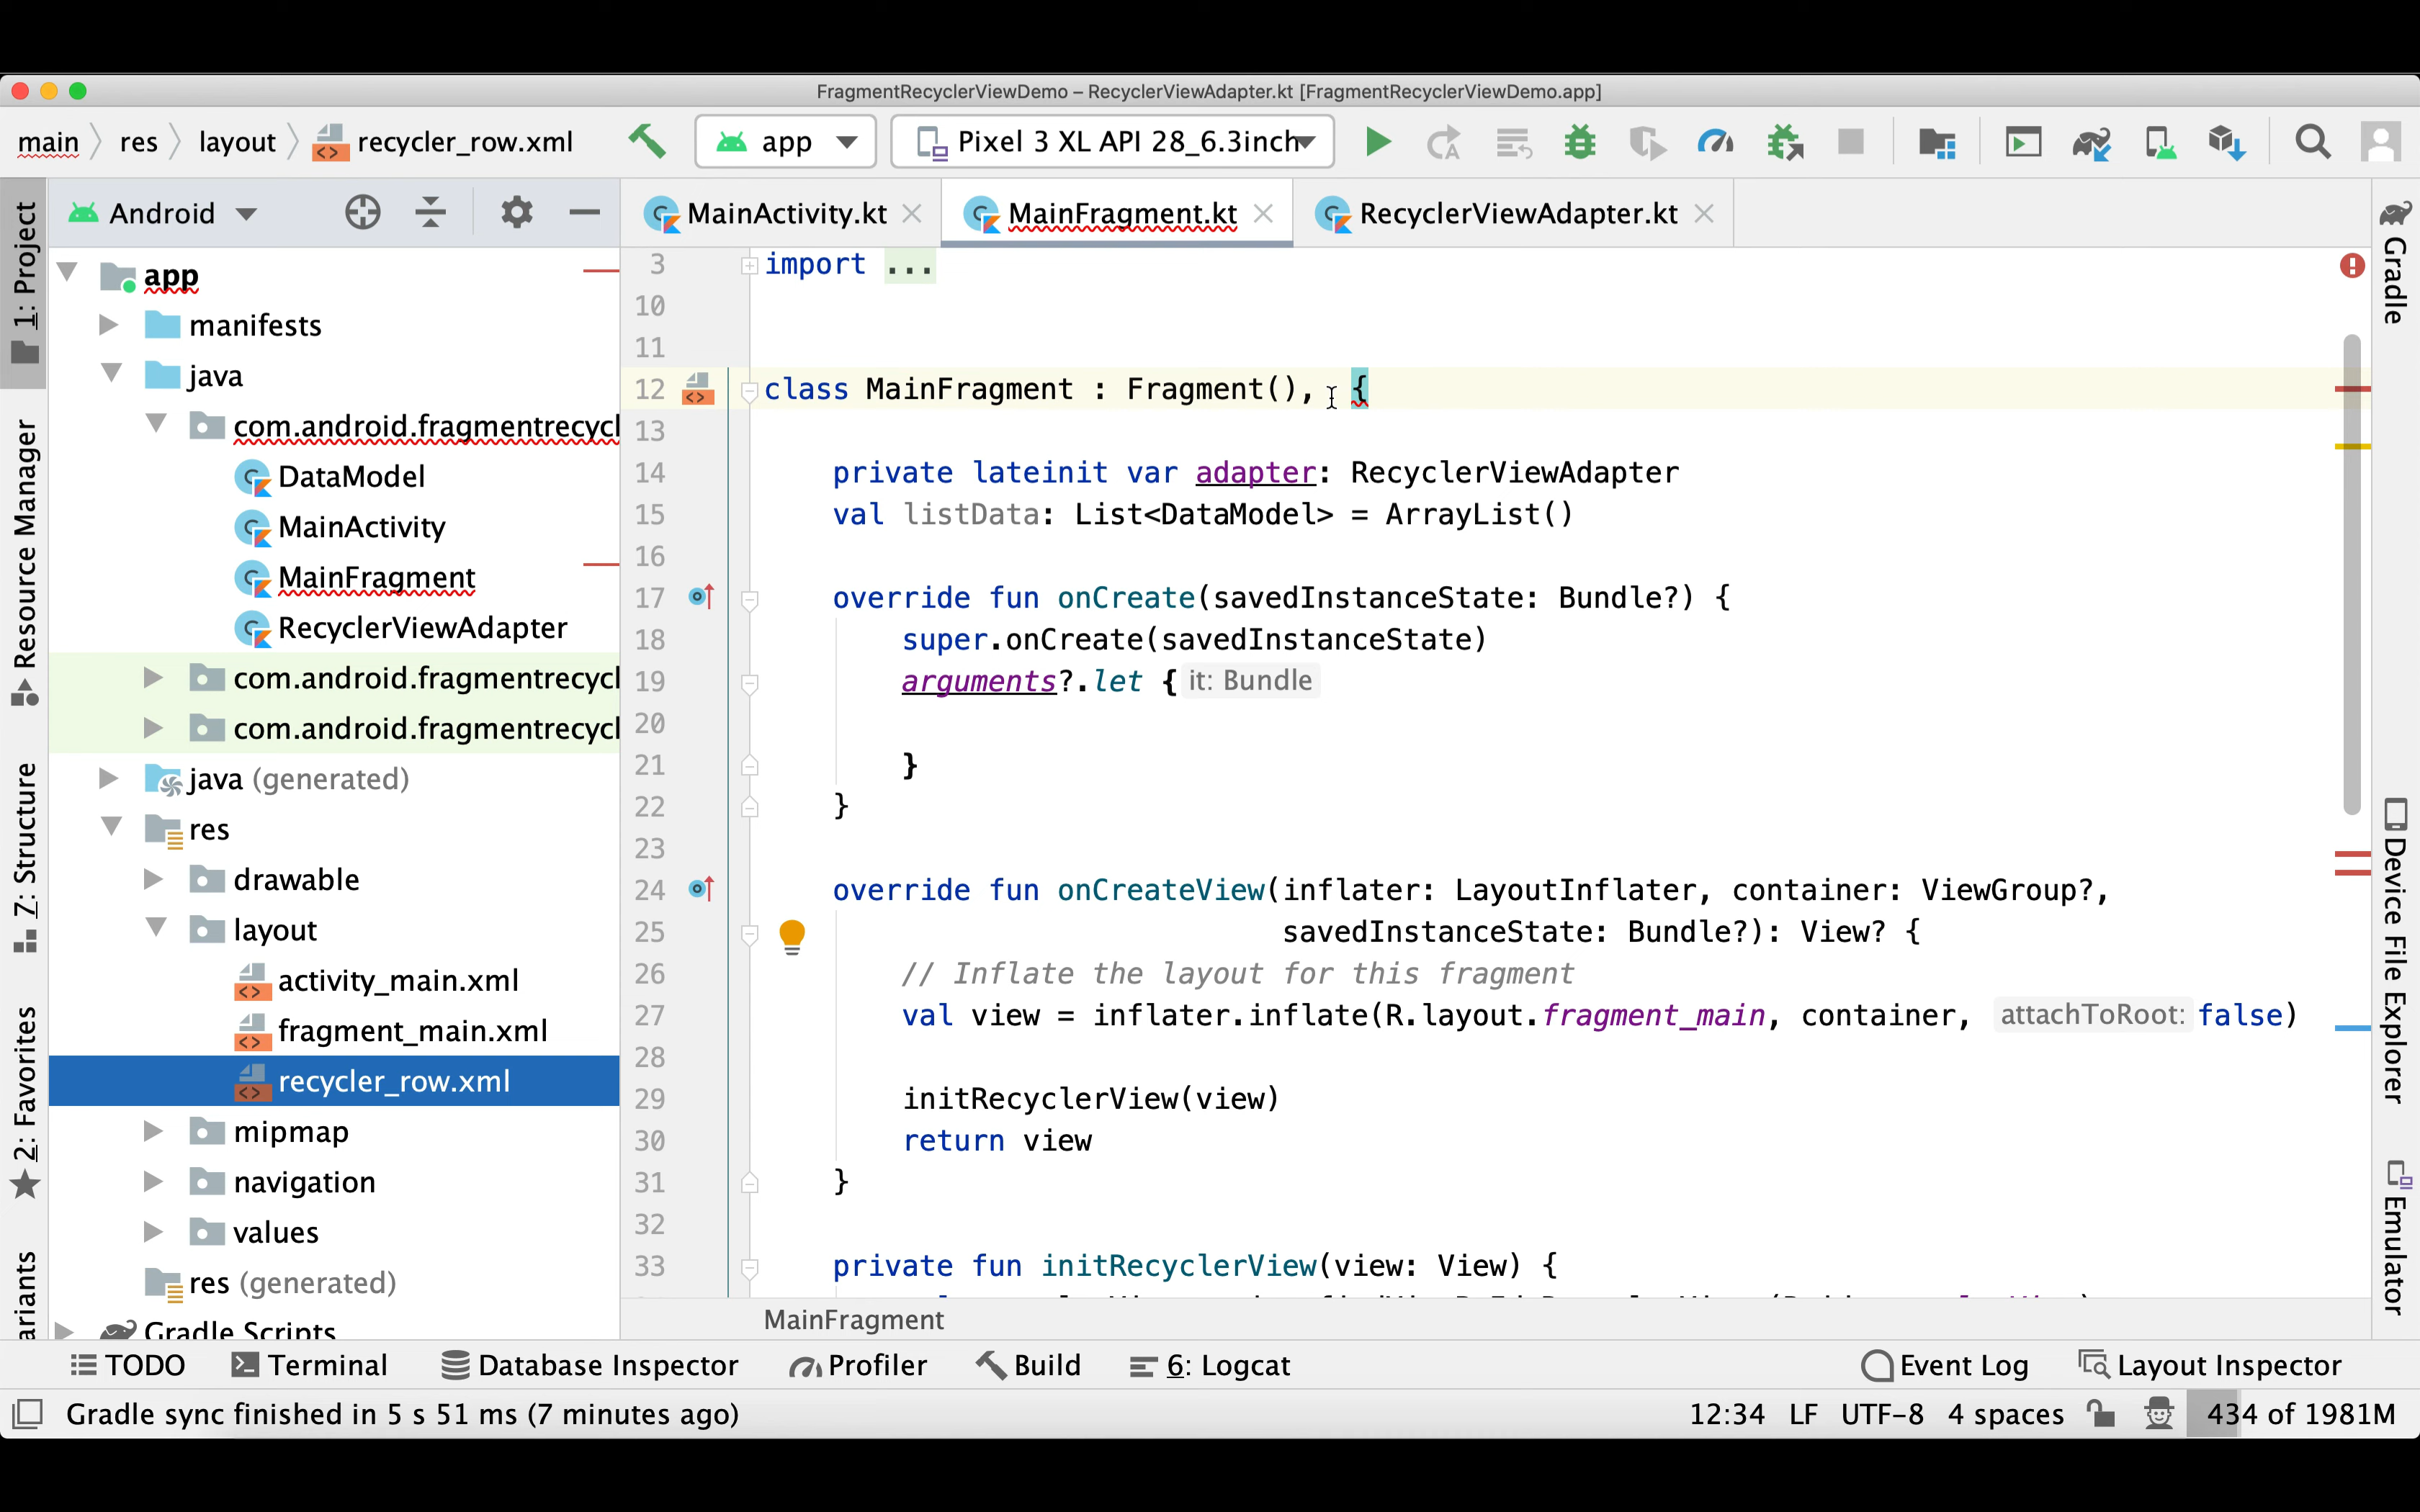 FragmentRecyclerViewDemo – RecyclerViewAdapter.kt [FragmentRecyclerViewDemo.app]
main res layout recycler_row.xml app Pixel 3 XL API 28_6.3inch
1: Project
Resource Manager
Z: Structure
2: Favorites
ariants
Android
app
manifests
java
com.android.fragmentrecycl
DataModel
MainActivity
MainFragment
RecyclerViewAdapter
com.android.fragmentrecycl
com.android.fragmentrecycl
java (generated)
res
drawable
layout
activity_main.xml
fragment_main.xml
recycler_row.xml
mipmap
navigation
values
res (generated)
Gradle Scripts
MainActivity.kt MainFragment.kt RecyclerViewAdapter.kt
3 import ...
10
11
12 class MainFragment : Fragment(), {
13
14 private lateinit var adapter: RecyclerViewAdapter
15 val listData: List<DataModel> = ArrayList()
16
17 override fun onCreate(savedInstanceState: Bundle?) {
18 super.onCreate(savedInstanceState)
19 arguments?.let { it: Bundle
20
21 }
22 }
23
24 override fun onCreateView(inflater: LayoutInflater, container: ViewGroup?,
25 savedInstanceState: Bundle?): View? {
26 // Inflate the layout for this fragment
27 val view = inflater.inflate(R.layout.fragment_main, container, attachToRoot: false)
28
29 initRecyclerView(view)
30 return view
31 }
32
33 private fun initRecyclerView(view: View) {
MainFragment
Gradle
Device File Explorer
Emulator
TODO Terminal Database Inspector Profiler Build 6: Logcat Event Log Layout Inspector
Gradle sync finished in 5 s 51 ms (7 minutes ago) 12:34 LF UTF-8 4 spaces 434 of 1981M